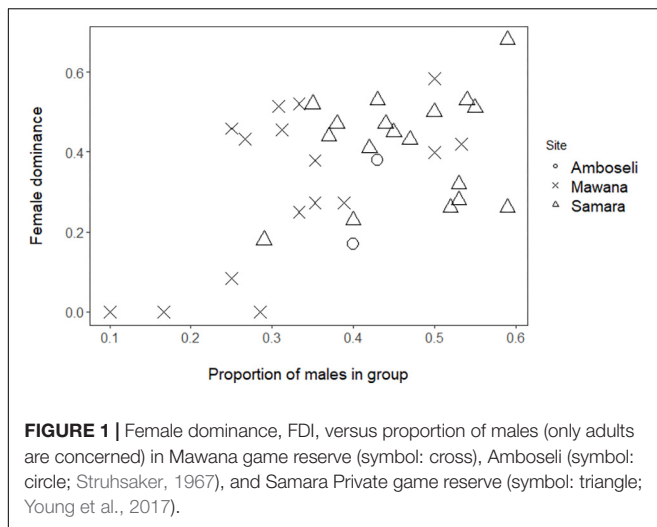 Female dominance
0.6
0.4
0.2
0.0
0.1 0.2 0.3 0.4 0.5 0.6
Proportion of males in group
Site
Amboseli
Mawana
Samara
FIGURE 1 | Female dominance, FDI, versus proportion of males (only adults
are concerned) in Mawana game reserve (symbol: cross), Amboseli (symbol:
circle; Struhsaker, 1967), and Samara Private game reserve (symbol: triangle;
Young et al., 2017).